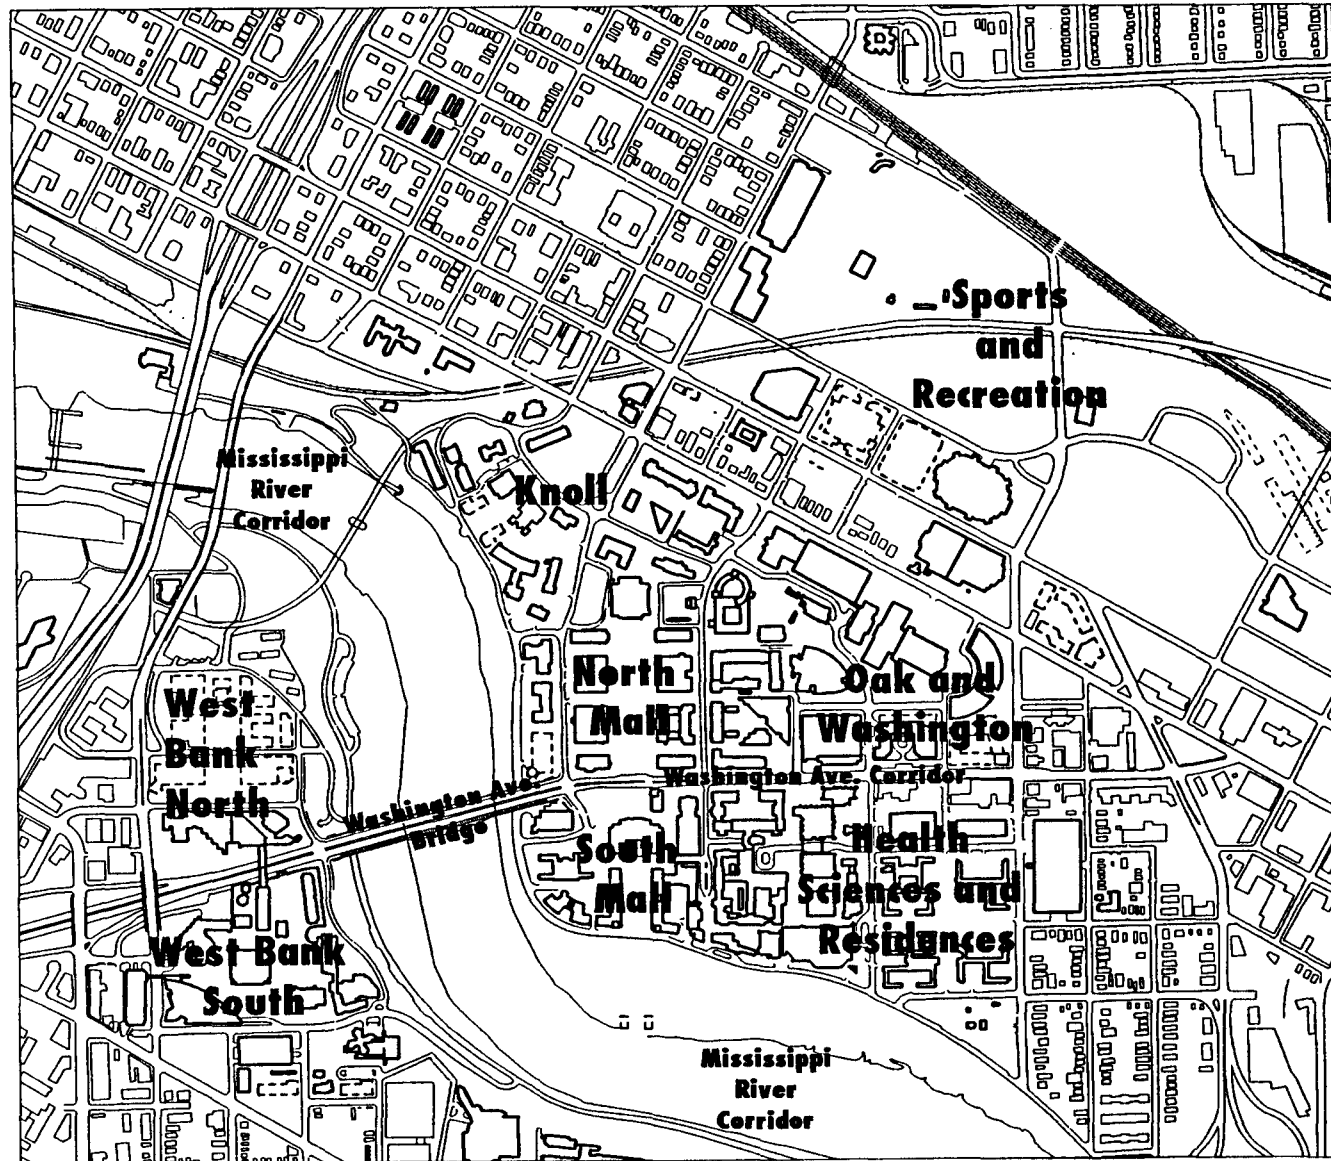 Sports
and
Recreation
Mississippi
River
Corridor
Knoll
North
Mall
Oak and
Washington
West
Bank
North
Washington Ave. Corridor
Washington Ave.
Bridge
South
Mall
Health
Sciences and
Residences
West Bank
South
Mississippi
River
Corridor